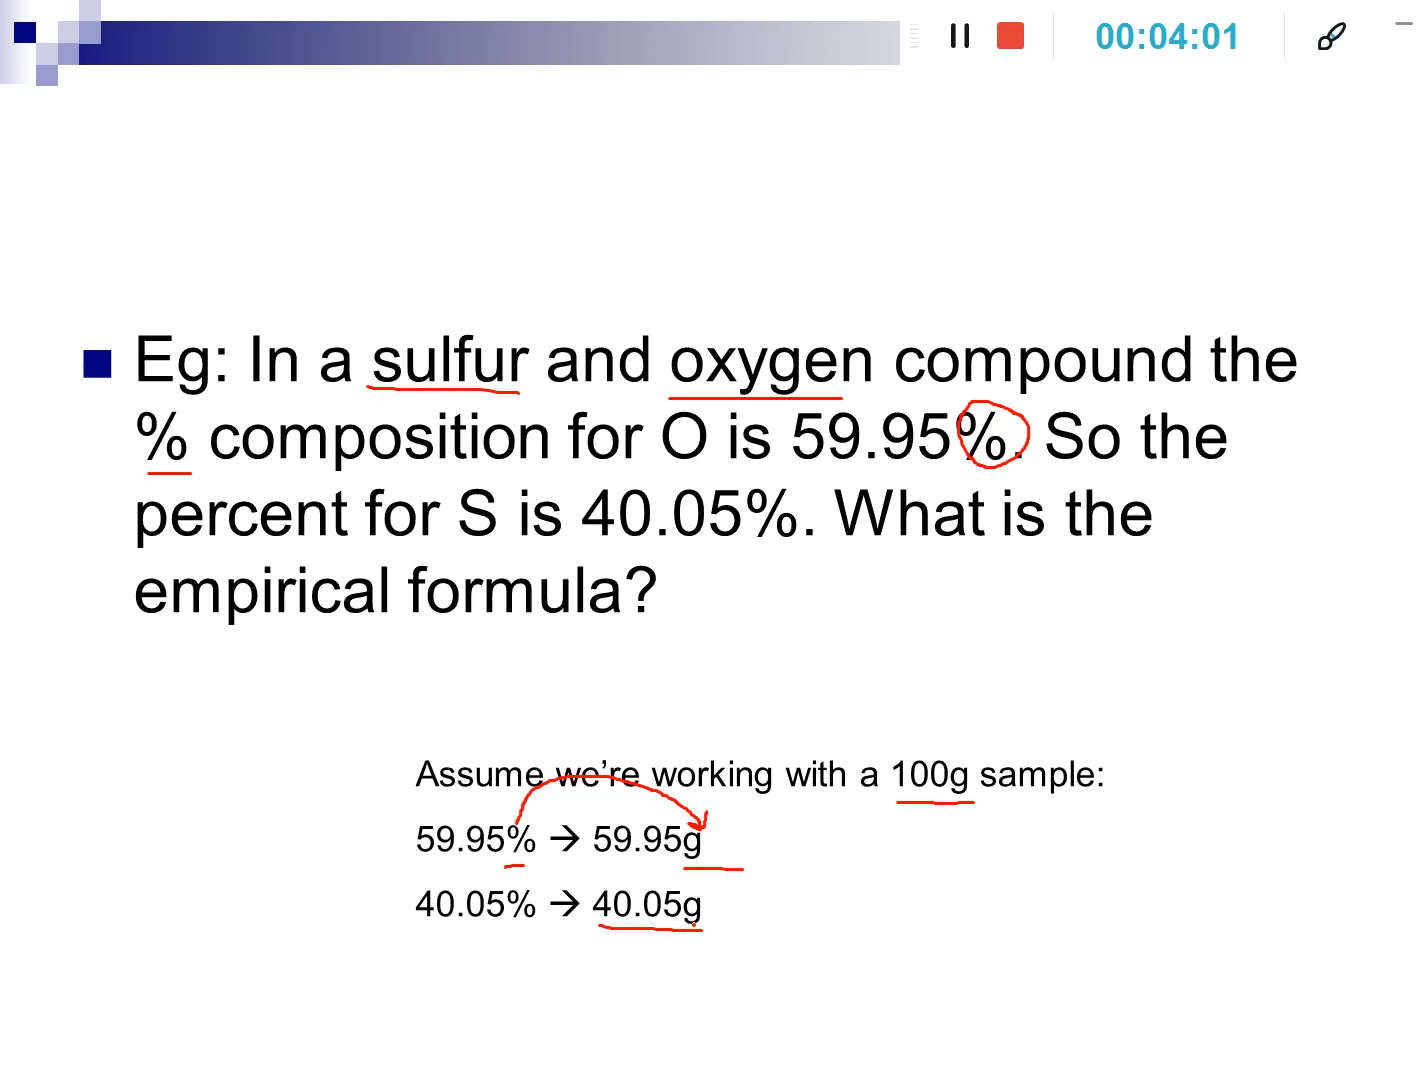 00:04:01
Eg: In a sulfur and oxygen compound the
% composition for O is 59.95%. So the
percent for S is 40.05%. What is the
empirical formula?
Assume we’re working with a 100g sample:
59.95% → 59.95g
40.05% → 40.05g